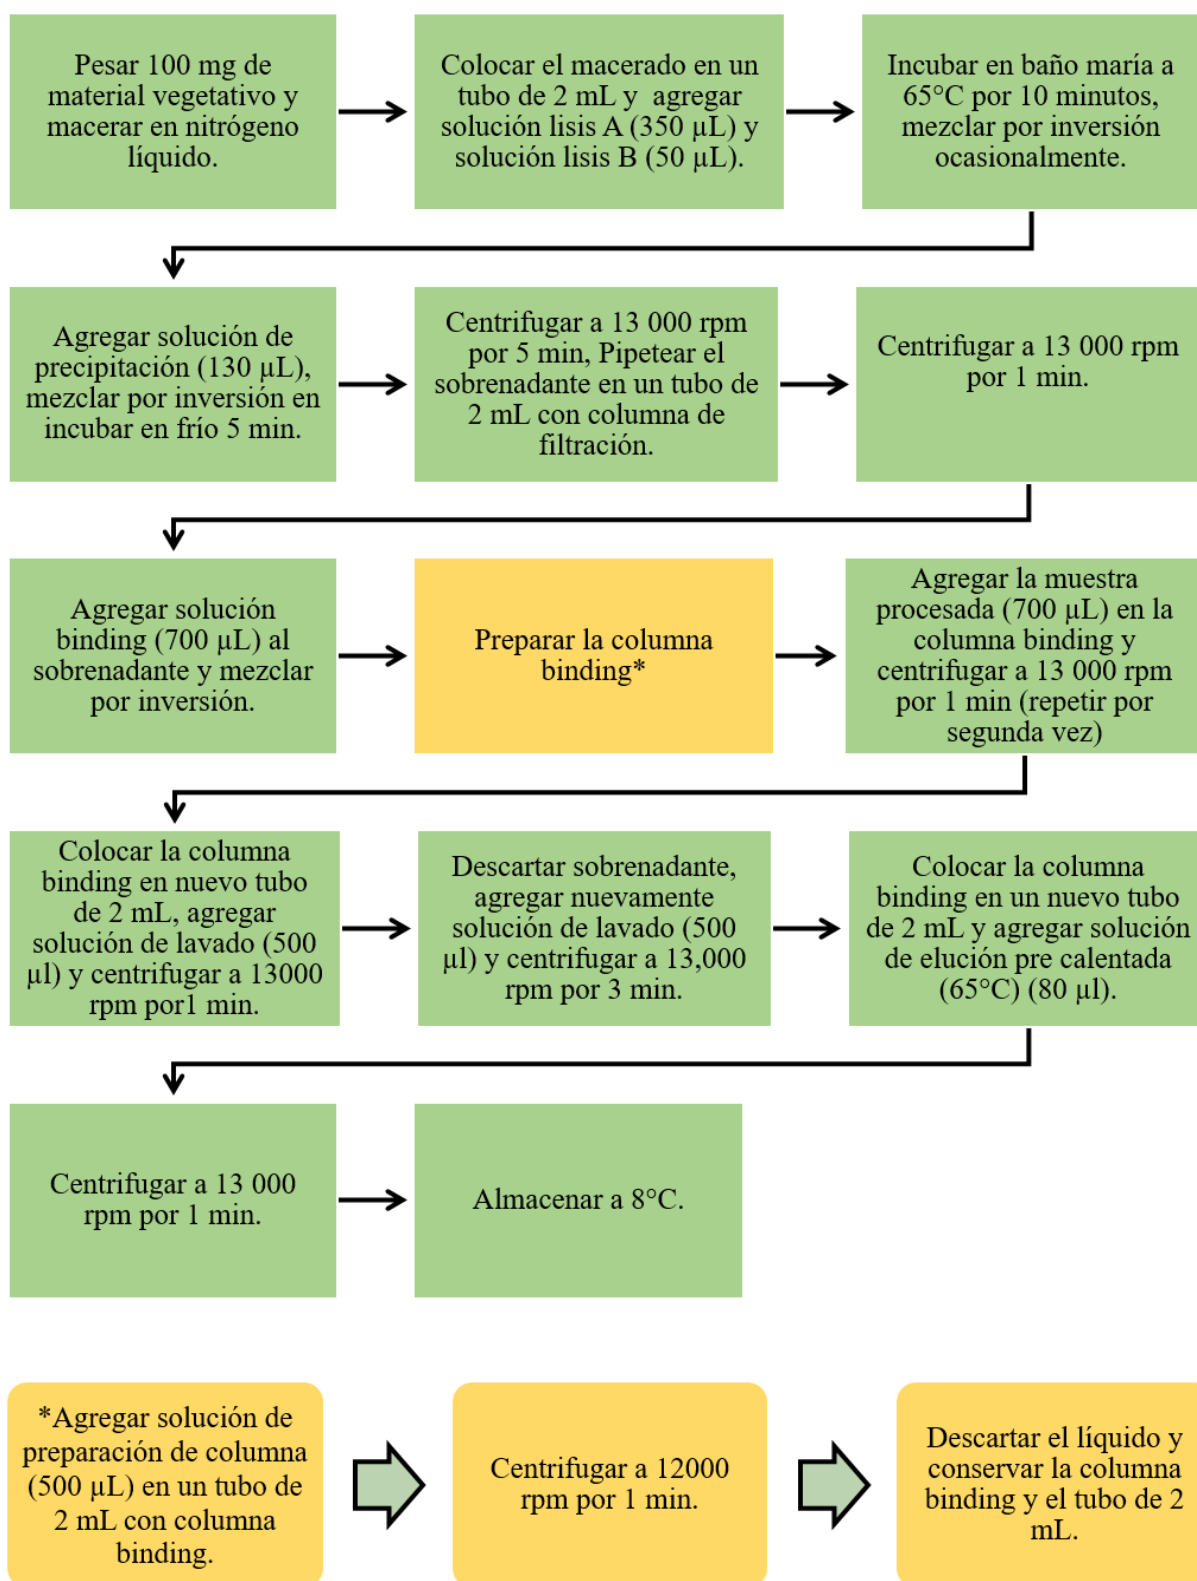 Pesar 100 mg de
material vegetativo y
macerar en nitrógeno
líquido.
Colocar el macerado en un
tubo de 2 mL y agregar
solución lisis A (350 µL) y
solución lisis B (50 µL).
Incubar en baño maría a
65°C por 10 minutos,
mezclar por inversión
ocasionalmente.
Agregar solución de
precipitación (130 µL),
mezclar por inversión en
incubar en frío 5 min.
Centrifugar a 13 000 rpm
por 5 min, Pipetear el
sobrenadante en un tubo de
2 mL con columna de
filtración.
Centrifugar a 13 000 rpm
por 1 min.
Agregar solución
binding (700 µL) al
sobrenadante y mezclar
por inversión.
Preparar la columna
binding*
Agregar la muestra
procesada (700 µL) en la
columna binding y
centrifugar a 13 000 rpm
por 1 min (repetir por
segunda vez)
Colocar la columna
binding en nuevo tubo
de 2 mL, agregar
solución de lavado (500
µl) y centrifugar a 13000
rpm por1 min.
Descartar sobrenadante,
agregar nuevamente
solución de lavado (500
µl) y centrifugar a 13,000
rpm por 3 min.
Colocar la columna
binding en un nuevo tubo
de 2 mL y agregar solución
de elución pre calentada
(65°C) (80 µl).
Centrifugar a 13 000
rpm por 1 min.
Almacenar a 8°C.
*Agregar solución de
preparación de columna
(500 µL) en un tubo de
2 mL con columna
binding.
Centrifugar a 12000
rpm por 1 min.
Descartar el líquido y
conservar la columna
binding y el tubo de 2
mL.